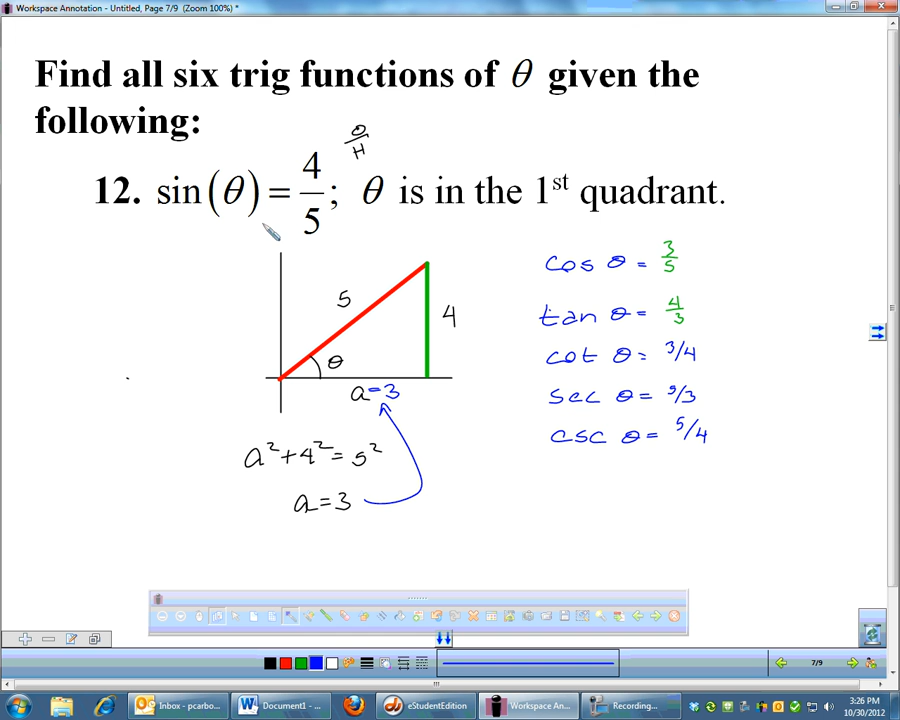 Workspace Annotation - Untitled, Page 7/9 (Zoom 100%) *
Find all six trig functions of θ given the
following:
O/H
12. sin(θ) = 4/5; θ is in the 1st quadrant.
5
4
θ
a=3
a²+4²=5²
a=3
cos θ = 3/5
tan θ = 4/3
cot θ = 3/4
sec θ = 5/3
csc θ = 5/4
7/9
Inbox - pcarbo...
Document1 - ...
eStudentEdition
Workspace An...
Recording...
3:26 PM
10/30/2012